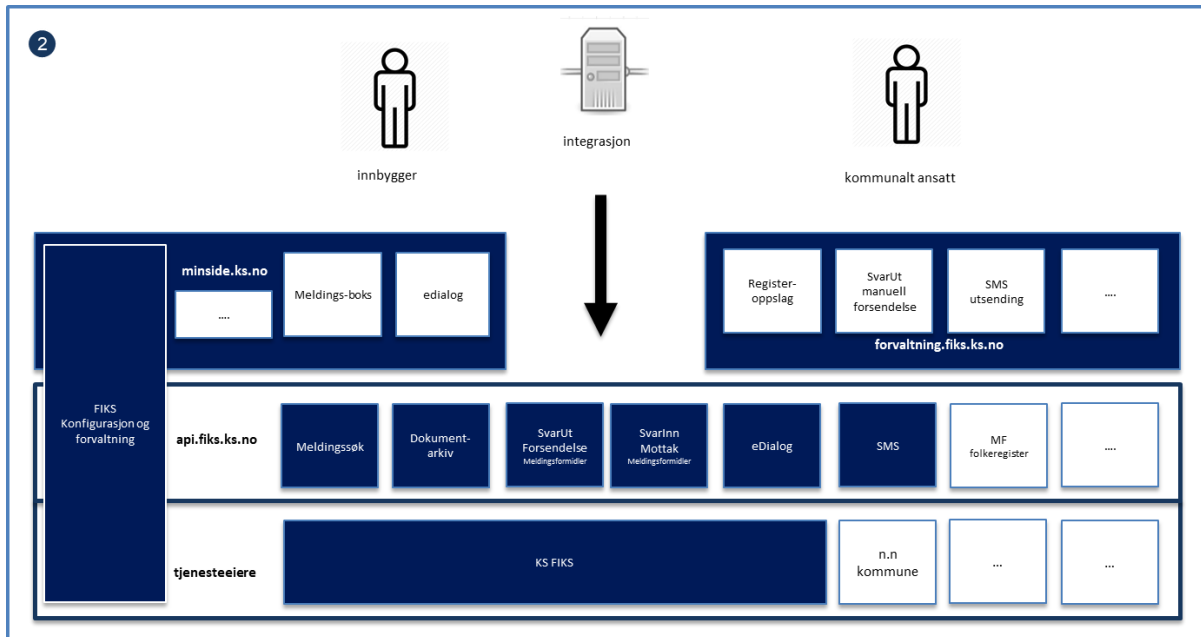 2
integrasjon
innbygger
kommunalt ansatt
minside.ks.no
....
Meldings-boks
edialog
Register-
oppslag
SvarUt
manuell
forsendelse
SMS
utsending
....
forvaltning.fiks.ks.no
FIKS
Konfigurasjon og
forvaltning
api.fiks.ks.no
Meldingssøk
Dokument-
arkiv
SvarUt
Forsendelse
Meldingsformidler
SvarInn
Mottak
Meldingsformidler
eDialog
SMS
MF
folkeregister
....
tjenesteeiere
KS FIKS
n.n
kommune
...
...